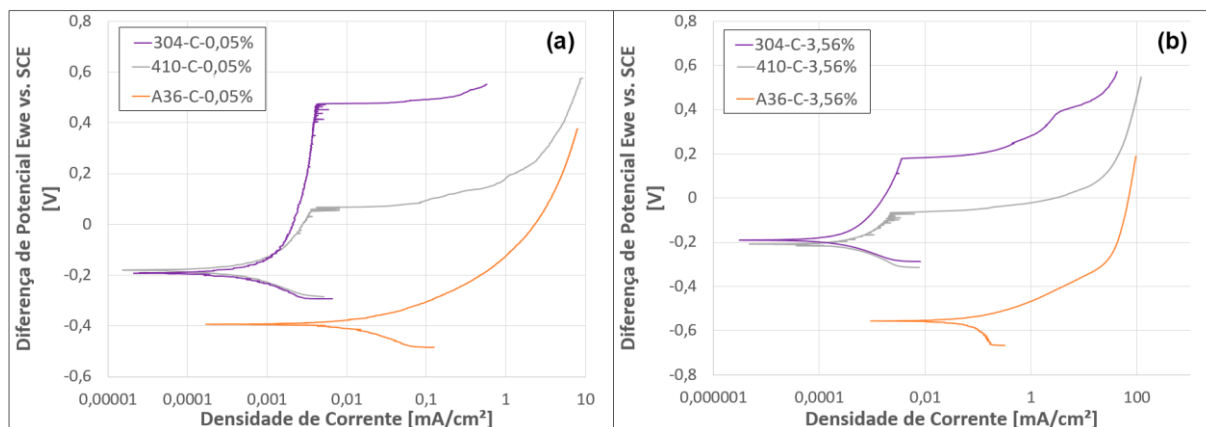 0,8
0,6
0,4
0,2
0
-0,2
-0,4
-0,6
Diferença de Potencial Ewe vs. SCE
[V]
304-C-0,05%
410-C-0,05%
A36-C-0,05%
(a)
0,00001 0,0001 0,001 0,01 0,1 1 10
Densidade de Corrente [mA/cm²]
0,8
0,6
0,4
0,2
0
-0,2
-0,4
-0,6
-0,8
Diferença de Potencial Ewe vs. SCE
[V]
304-C-3,56%
410-C-3,56%
A36-C-3,56%
(b)
0,000001 0,0001 0,01 1 100
Densidade de Corrente [mA/cm²]